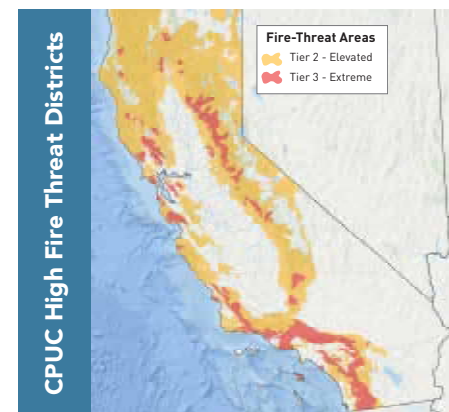 CPUC High Fire Threat Districts
Fire-Threat Areas
Tier 2 - Elevated
Tier 3 - Extreme